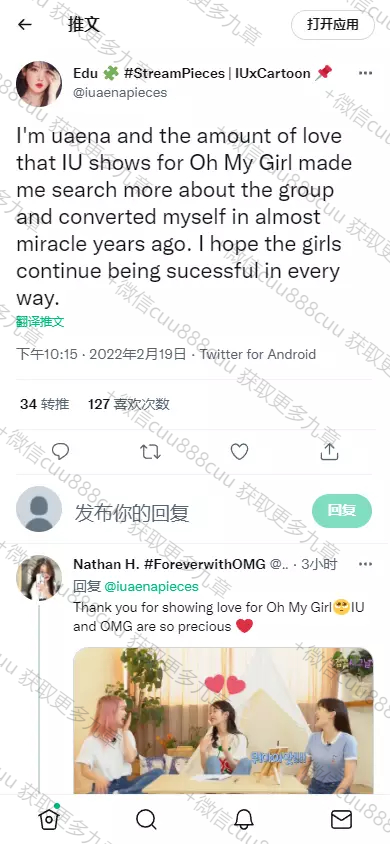 推文
打开应用
Edu 🧩 #StreamPieces | IUxCartoon 📌
@iuaenapieces
I'm uaena and the amount of love
that IU shows for Oh My Girl made
me search more about the group
and converted myself in almost
miracle years ago. I hope the girls
continue being sucessful in every
way.
翻译推文
下午10:15 · 2022年2月19日 · Twitter for Android
34 转推 127 喜欢次数
发布你的回复
回复
Nathan H. #ForeverwithOMG @.. · 3小时
回复 @iuaenapieces
Thank you for showing love for Oh My Girl🥺IU
and OMG are so precious ❤️
+微信cuu888cuu 获取更多九章